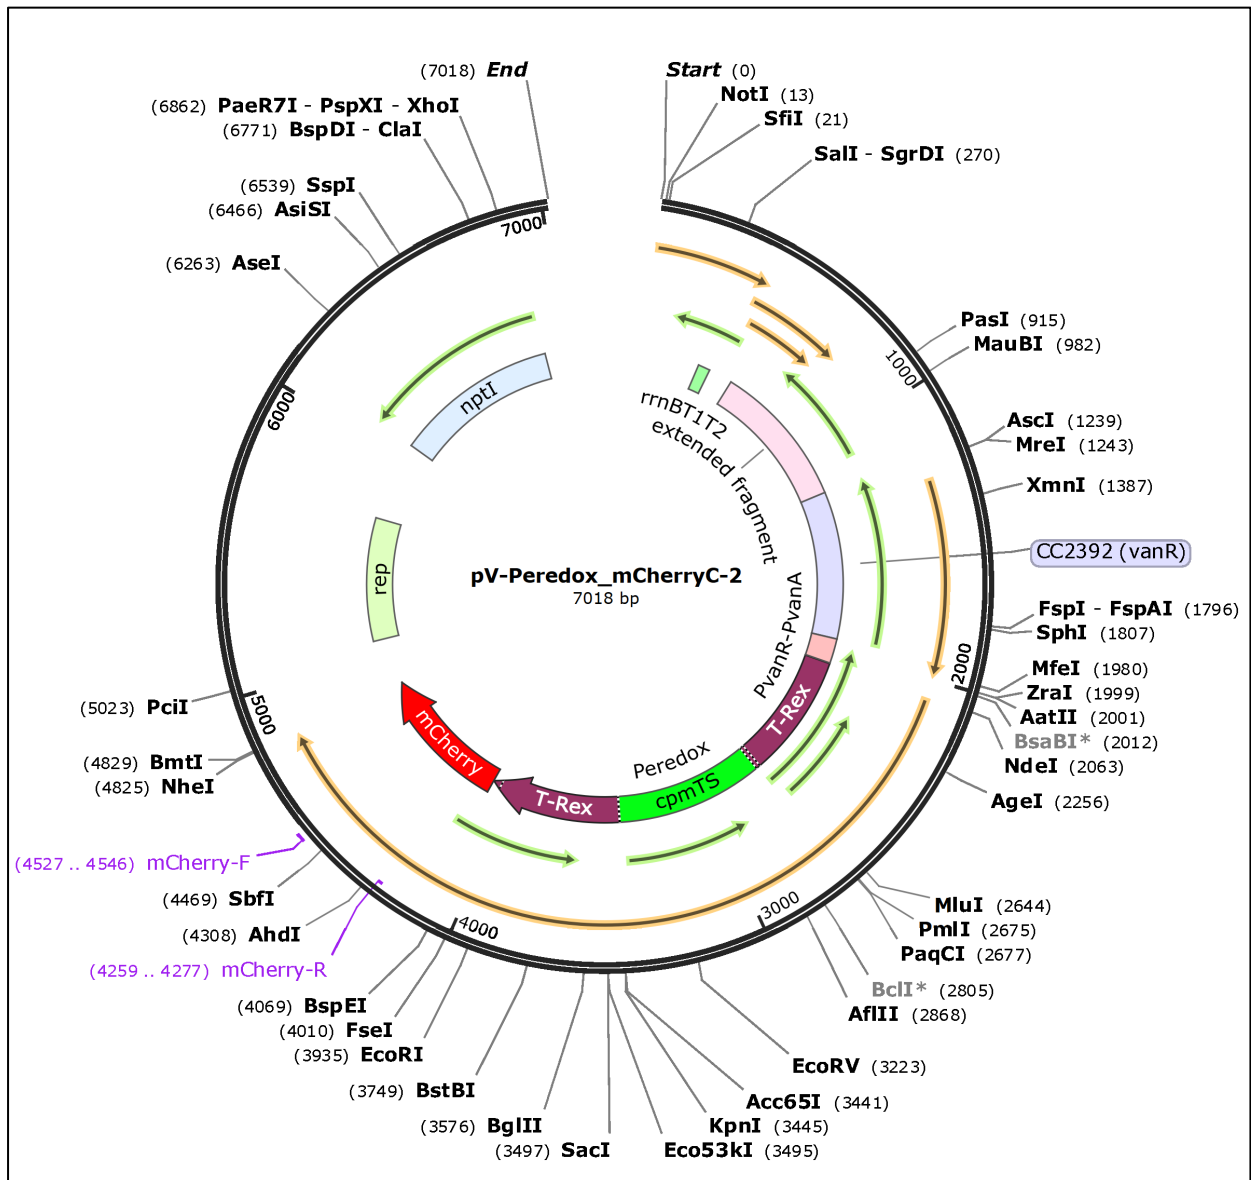 (7018) End
Start (0)
(6862) PaeR7I - PspXI - XhoI
NotI (13)
(6771) BspDI - ClaI
SfiI (21)
SalI - SgrDI (270)
(6539) SspI
(6466) AsiSI
7000
(6263) AseI
PasI (915)
MauBI (982)
1000
nptI
rrnBT1T2
6000
extended fragment
AscI (1239)
MreI (1243)
XmnI (1387)
CC2392 (vanR)
rep
pV-Peredox_mCherryC-2
7018 bp
PvanR-PvanA
FspI - FspAI (1796)
SphI (1807)
2000
MfeI (1980)
ZraI (1999)
AatII (2001)
BsaBI* (2012)
NdeI (2063)
AgeI (2256)
(5023) PciI
5000
T-Rex
mCherry
Peredox
(4829) BmtI
(4825) NheI
cpmTS
T-Rex
(4527 .. 4546) mCherry-F
(4469) SbfI
(4308) AhdI
(4259 .. 4277) mCherry-R
4000
3000
MluI (2644)
PmlI (2675)
PaqCI (2677)
BclI* (2805)
AflII (2868)
(4069) BspEI
(4010) FseI
(3935) EcoRI
EcoRV (3223)
(3749) BstBI
Acc65I (3441)
(3576) BglII
KpnI (3445)
(3497) SacI
Eco53kI (3495)